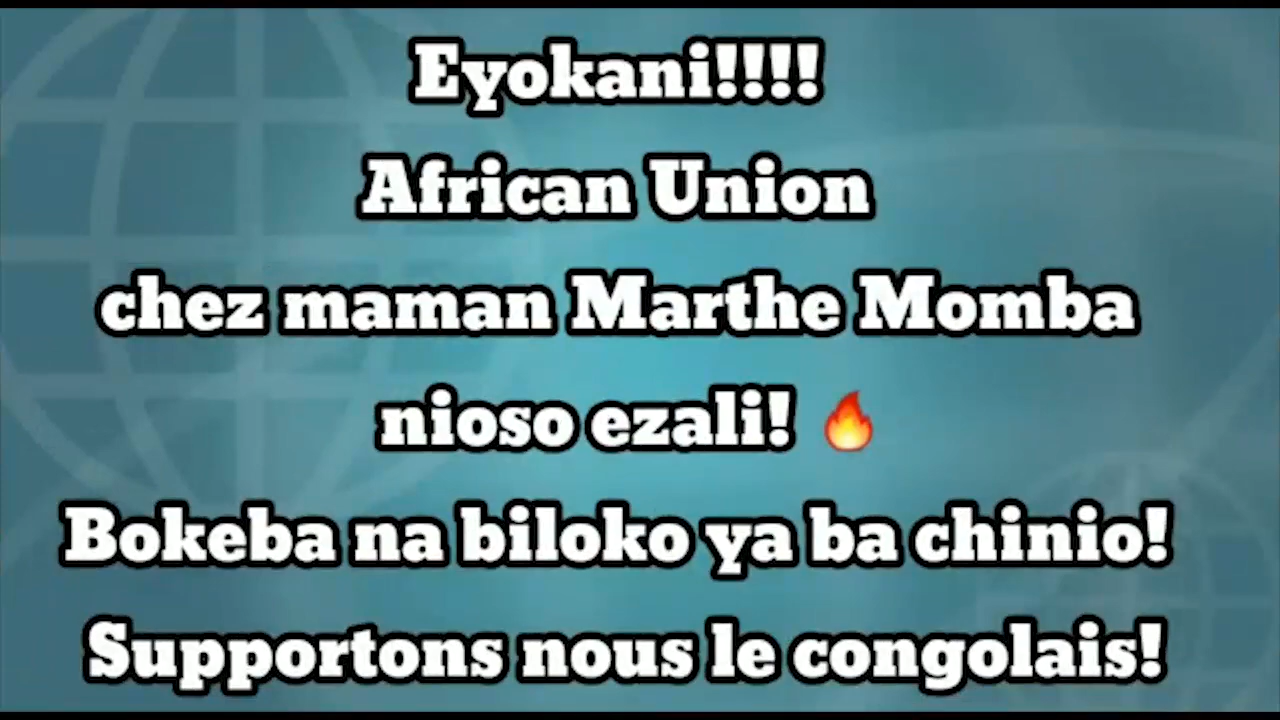 Eyokani!!!!
African Union
chez maman Marthe Momba
nioso ezali! 🔥
Bokeba na biloko ya ba chinio!
Supportons nous le congolais!